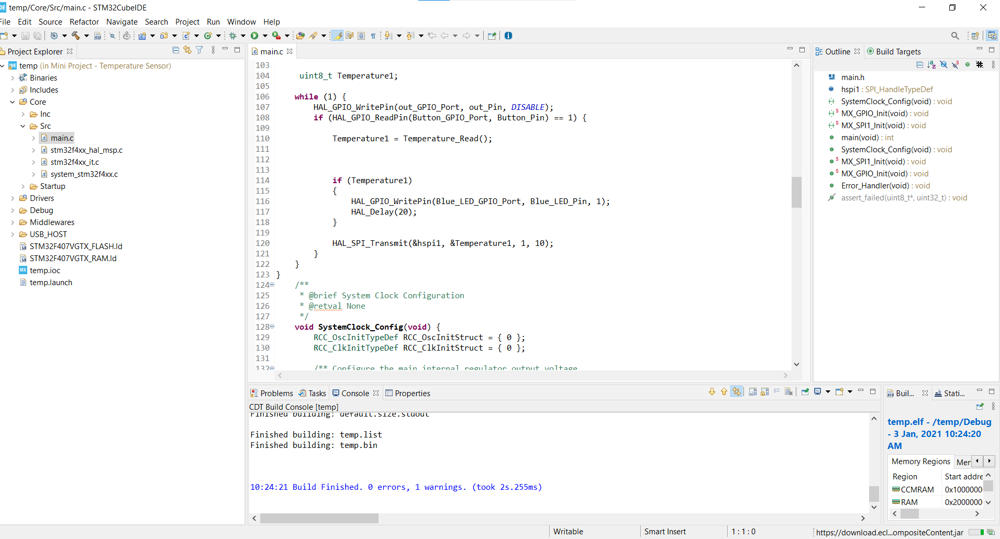 temp/Core/Src/main.c - STM32CubeIDE
File Edit Source Refactor Navigate Search Project Run Window Help
Project Explorer
temp (in Mini Project - Temperature Sensor)
Binaries
Includes
Core
Inc
Src
main.c
stm32f4xx_hal_msp.c
stm32f4xx_it.c
system_stm32f4xx.c
Startup
Drivers
Debug
Middlewares
USB_HOST
STM32F407VGTX_FLASH.ld
STM32F407VGTX_RAM.ld
temp.ioc
temp.launch
main.c
103
104 uint8_t Temperature1;
105
106 while (1) {
107 HAL_GPIO_WritePin(out_GPIO_Port, out_Pin, DISABLE);
108 if (HAL_GPIO_ReadPin(Button_GPIO_Port, Button_Pin) == 1) {
109
110 Temperature1 = Temperature_Read();
111
112
113
114 if (Temperature1)
115 {
116 HAL_GPIO_WritePin(Blue_LED_GPIO_Port, Blue_LED_Pin, 1);
117 HAL_Delay(20);
118 }
119
120 HAL_SPI_Transmit(&hspi1, &Temperature1, 1, 10);
121 }
122 }
123 }
124 /**
125 * @brief System Clock Configuration
126 * @retval None
127 */
128 void SystemClock_Config(void) {
129 RCC_OscInitTypeDef RCC_OscInitStruct = { 0 };
130 RCC_ClkInitTypeDef RCC_ClkInitStruct = { 0 };
131
132 /** Configure the main internal regulator output voltage
Outline Build Targets
main.h
hspi1 : SPI_HandleTypeDef
SystemClock_Config(void) : void
MX_GPIO_Init(void) : void
MX_SPI1_Init(void) : void
main(void) : int
SystemClock_Config(void) : void
MX_SPI1_Init(void) : void
MX_GPIO_Init(void) : void
Error_Handler(void) : void
assert_failed(uint8_t*, uint32_t) : void
Problems Tasks Console Properties
CDT Build Console [temp]
Finished building: default.size.stdout
Finished building: temp.list
Finished building: temp.bin
10:24:21 Build Finished. 0 errors, 1 warnings. (took 2s.255ms)
Buil... Stati...
temp.elf - /temp/Debug
- 3 Jan, 2021 10:24:20
AM
Memory Regions Mer
Region Start addre
CCMRAM 0x1000000
RAM 0x2000000
Writable Smart Insert 1 : 1 : 0 https://download.ecl...ompositeContent.jar